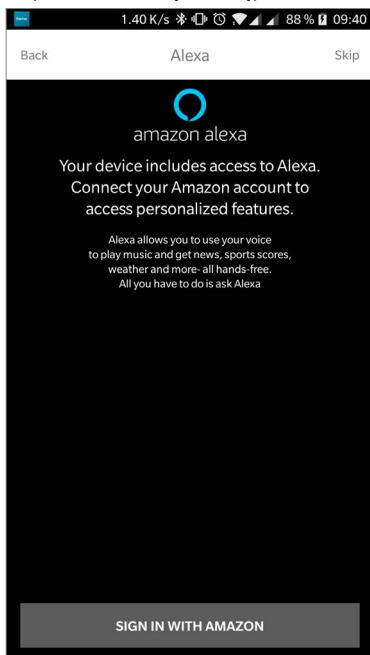 1.40 K/s 88 % 09:40
Back Alexa Skip
amazon alexa
Your device includes access to Alexa.
Connect your Amazon account to
access personalized features.
Alexa allows you to use your voice
to play music and get news, sports scores,
weather and more- all hands-free.
All you have to do is ask Alexa
SIGN IN WITH AMAZON